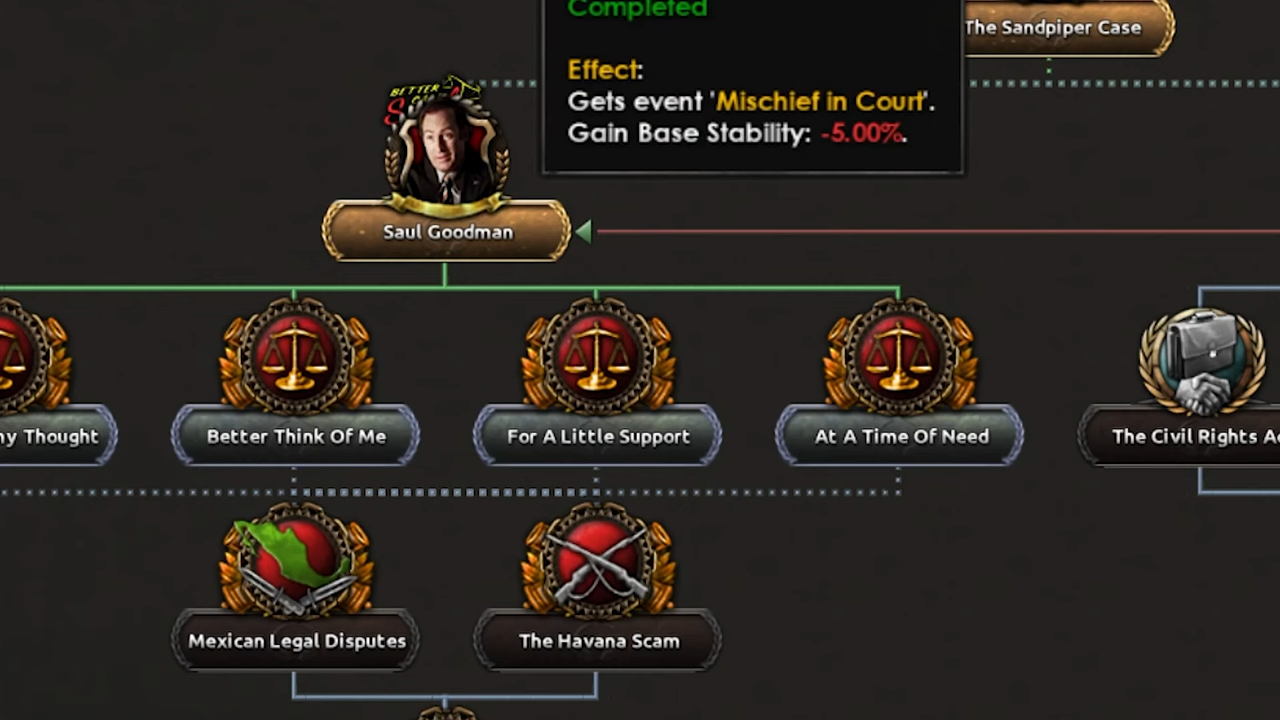 Completed
The Sandpiper Case
Effect:
Gets event 'Mischief in Court'.
Gain Base Stability: -5.00%.
BETTER
Saul Goodman
Thought
Better Think Of Me
For A Little Support
At A Time Of Need
The Civil Rights
Mexican Legal Disputes
The Havana Scam